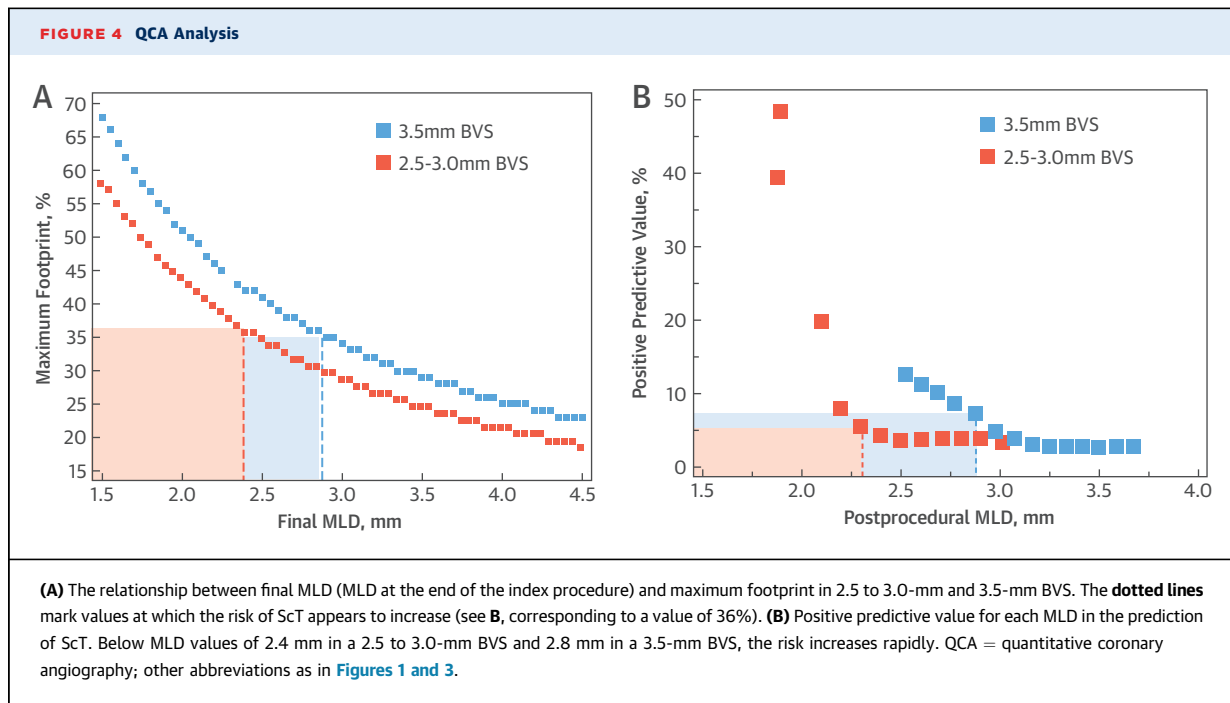 FIGURE 4 QCA Analysis
A
70
65
60
55
50
45
40
35
30
25
20
15
Maximum Footprint, %
3.5mm BVS
2.5-3.0mm BVS
1.5 2.0 2.5 3.0 3.5 4.0 4.5
Final MLD, mm
B
50
40
30
20
10
0
Positive Predictive Value, %
3.5mm BVS
2.5-3.0mm BVS
1.5 2.0 2.5 3.0 3.5 4.0
Postprocedural MLD, mm
(A) The relationship between final MLD (MLD at the end of the index procedure) and maximum footprint in 2.5 to 3.0-mm and 3.5-mm BVS. The dotted lines
mark values at which the risk of ScT appears to increase (see B, corresponding to a value of 36%). (B) Positive predictive value for each MLD in the prediction
of ScT. Below MLD values of 2.4 mm in a 2.5 to 3.0-mm BVS and 2.8 mm in a 3.5-mm BVS, the risk increases rapidly. QCA = quantitative coronary
angiography; other abbreviations as in Figures 1 and 3.